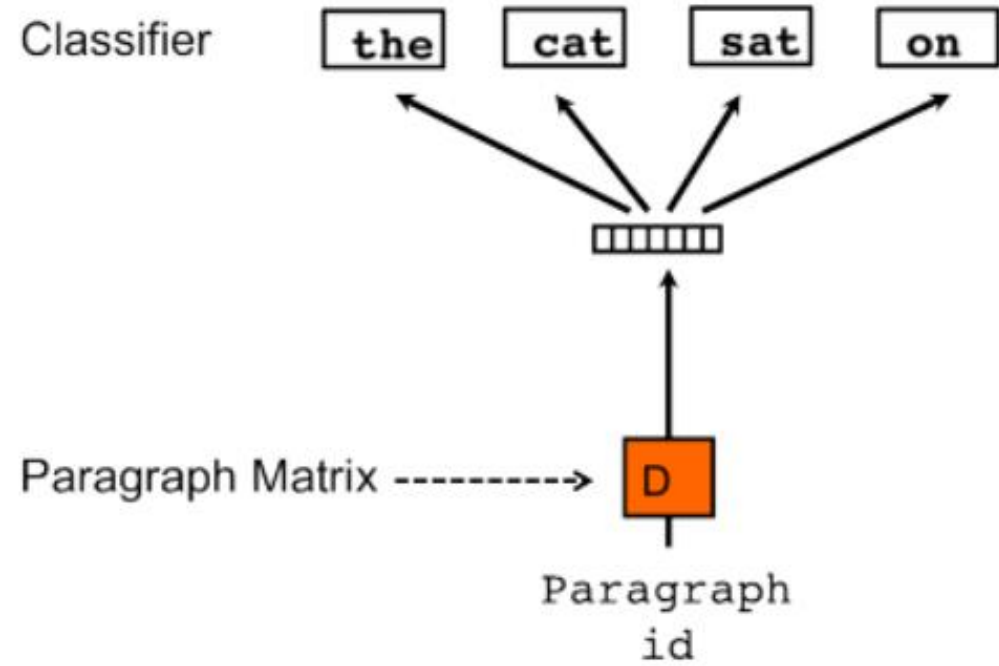 Classifier the cat sat on
Paragraph Matrix D
Paragraph
id